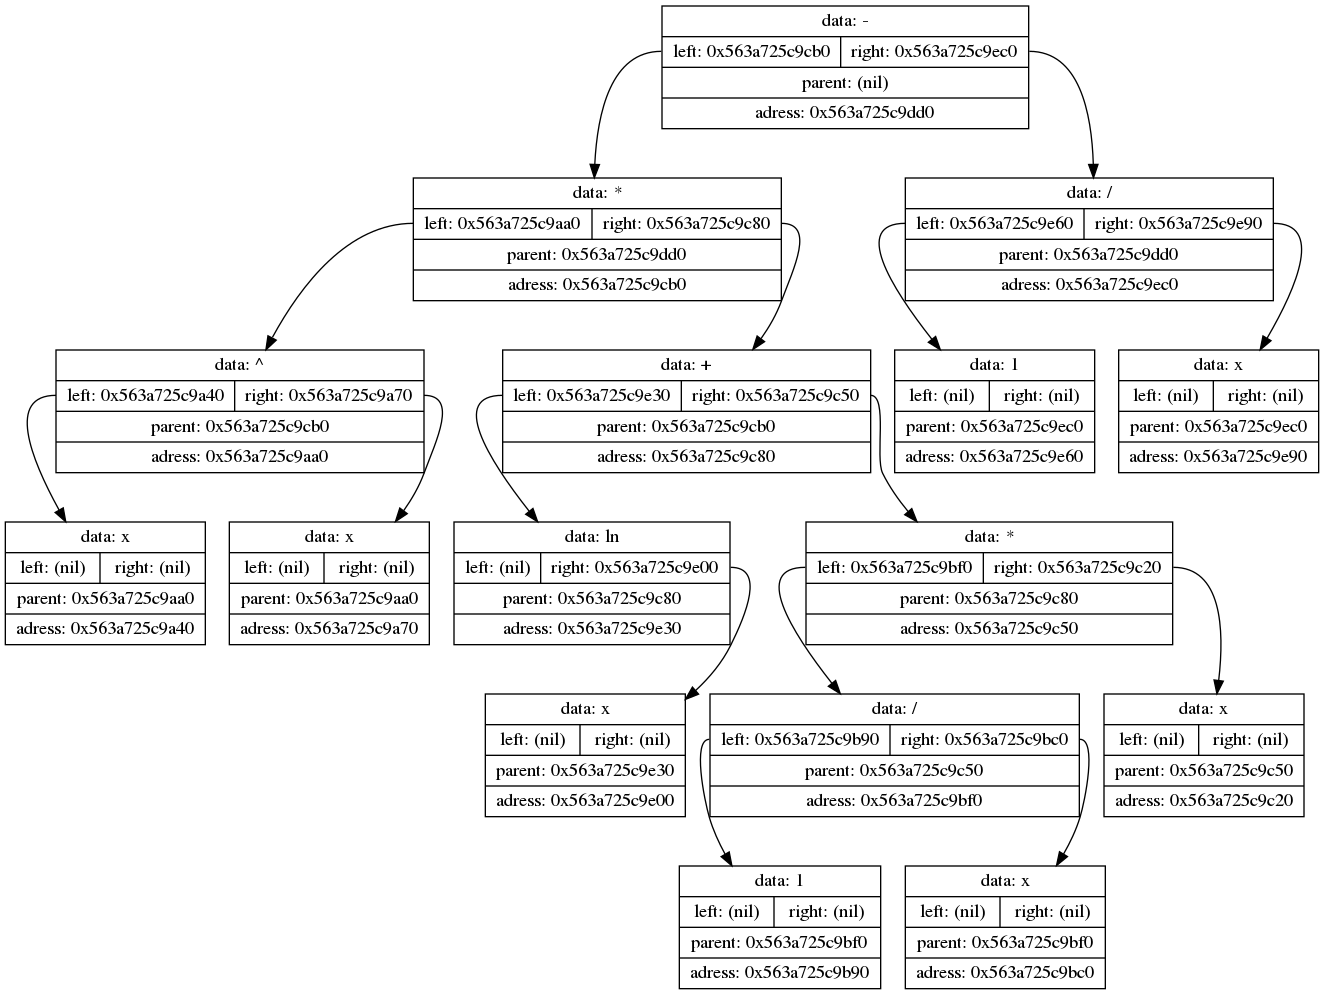 data: -
left: 0x563a725c9cb0 right: 0x563a725c9ec0
parent: (nil)
adress: 0x563a725c9dd0
data: *
left: 0x563a725c9aa0 right: 0x563a725c9c80
parent: 0x563a725c9dd0
adress: 0x563a725c9cb0
data: /
left: 0x563a725c9e60 right: 0x563a725c9e90
parent: 0x563a725c9dd0
adress: 0x563a725c9ec0
data: ^
left: 0x563a725c9a40 right: 0x563a725c9a70
parent: 0x563a725c9cb0
adress: 0x563a725c9aa0
data: +
left: 0x563a725c9e30 right: 0x563a725c9c50
parent: 0x563a725c9cb0
adress: 0x563a725c9c80
data: 1
left: (nil) right: (nil)
parent: 0x563a725c9ec0
adress: 0x563a725c9e60
data: x
left: (nil) right: (nil)
parent: 0x563a725c9ec0
adress: 0x563a725c9e90
data: x
left: (nil) right: (nil)
parent: 0x563a725c9aa0
adress: 0x563a725c9a40
data: x
left: (nil) right: (nil)
parent: 0x563a725c9aa0
adress: 0x563a725c9a70
data: ln
left: (nil) right: 0x563a725c9e00
parent: 0x563a725c9c80
adress: 0x563a725c9e30
data: *
left: 0x563a725c9bf0 right: 0x563a725c9c20
parent: 0x563a725c9c80
adress: 0x563a725c9c50
data: x
left: (nil) right: (nil)
parent: 0x563a725c9e30
adress: 0x563a725c9e00
data: /
left: 0x563a725c9b90 right: 0x563a725c9bc0
parent: 0x563a725c9c50
adress: 0x563a725c9bf0
data: x
left: (nil) right: (nil)
parent: 0x563a725c9c50
adress: 0x563a725c9c20
data: 1
left: (nil) right: (nil)
parent: 0x563a725c9bf0
adress: 0x563a725c9b90
data: x
left: (nil) right: (nil)
parent: 0x563a725c9bf0
adress: 0x563a725c9bc0